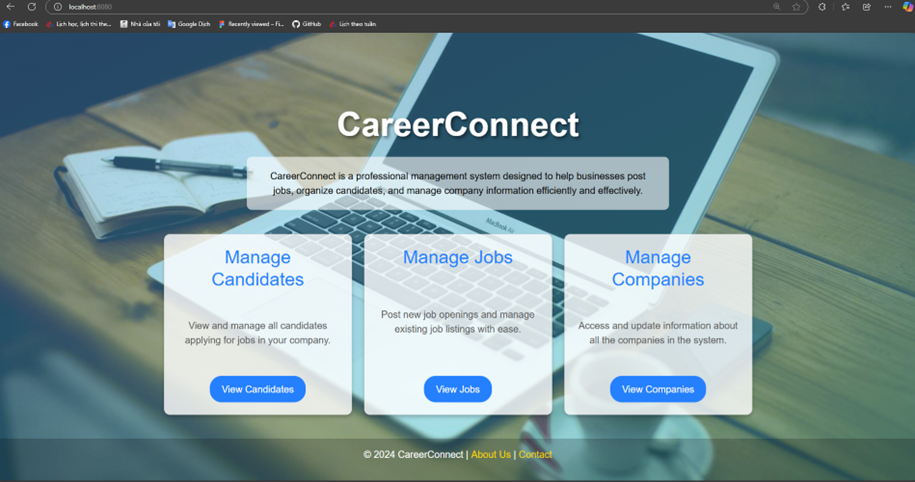 localhost:8080
Facebook
Lịch học, lịch thi the...
Nhà của tôi
Google Dịch
Recently viewed – Fi...
GitHub
Lịch theo tuần
CareerConnect
CareerConnect is a professional management system designed to help businesses post
jobs, organize candidates, and manage company information efficiently and effectively.
MacBook Air
Manage
Candidates
View and manage all candidates
applying for jobs in your company.
View Candidates
Manage Jobs
Post new job openings and manage
existing job listings with ease.
View Jobs
Manage
Companies
Access and update information about
all the companies in the system.
View Companies
© 2024 CareerConnect | About Us | Contact